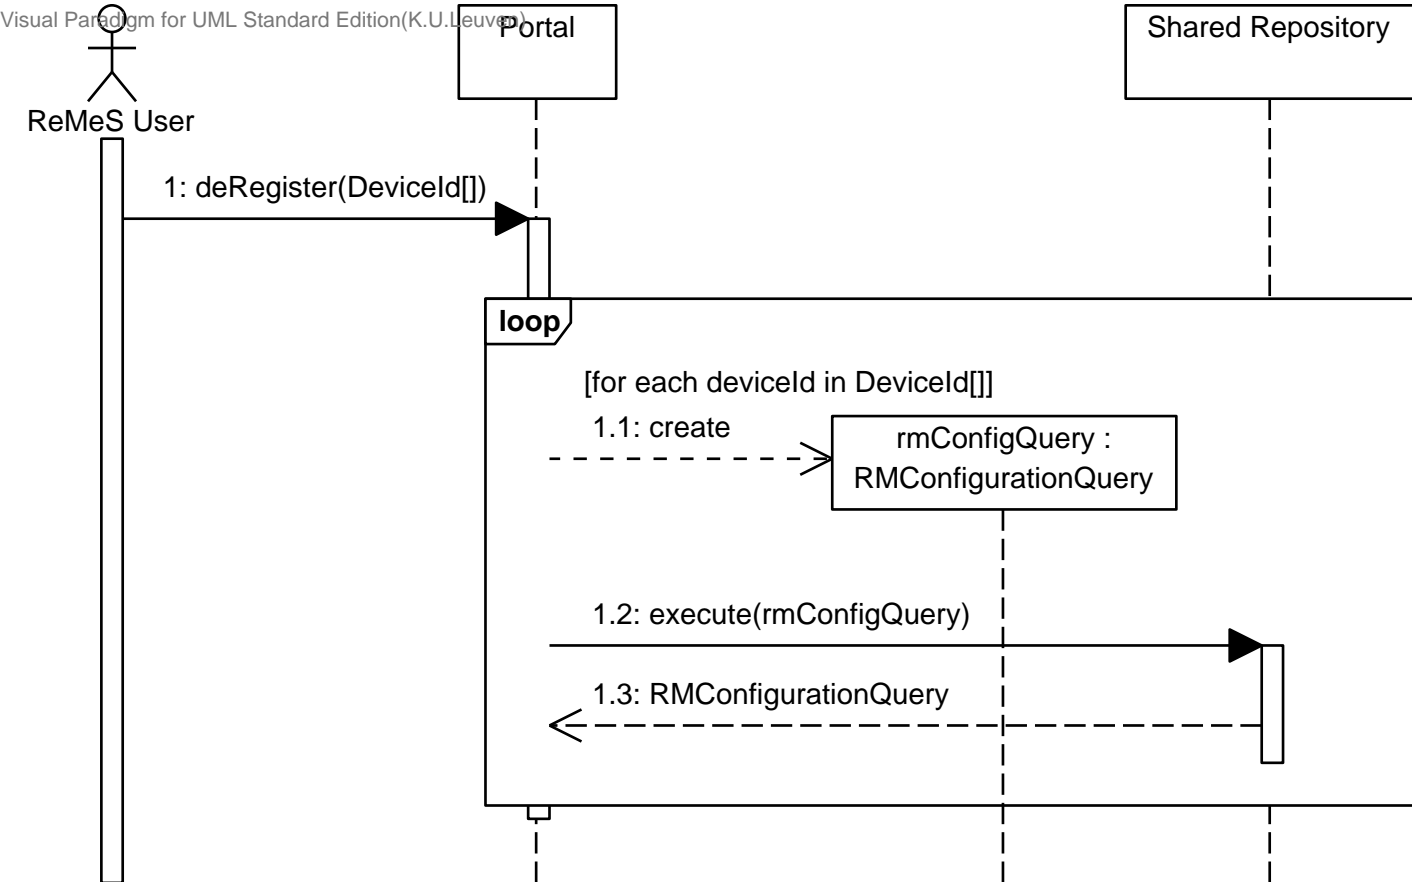 Visual Paradigm for UML Standard Edition(K.U.Leuven)
Portal
Shared Repository
ReMeS User
1: deRegister(DeviceId[])
loop
[for each deviceId in DeviceId[]]
1.1: create
rmConfigQuery :
RMConfigurationQuery
1.2: execute(rmConfigQuery)
1.3: RMConfigurationQuery